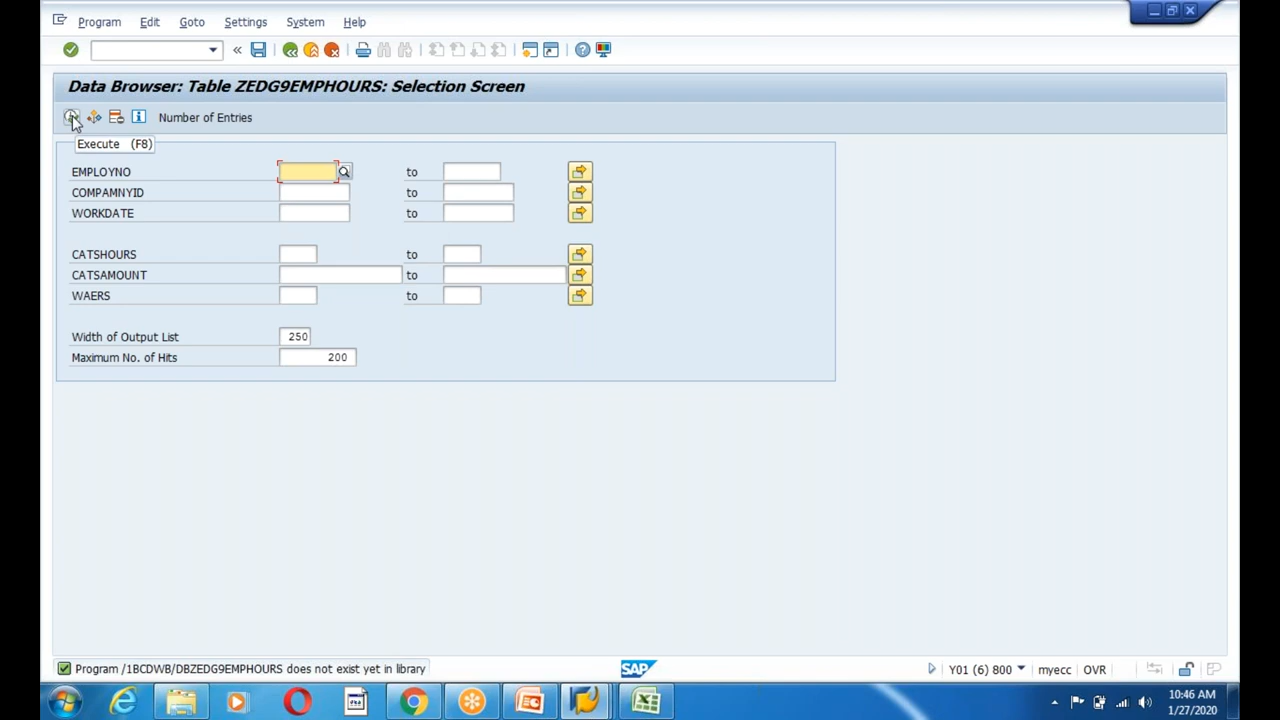 Program Edit Goto Settings System Help
Data Browser: Table ZEDG9EMPHOURS: Selection Screen
Number of Entries
Execute (F8)
EMPLOYNO to
COMPAMNYID to
WORKDATE to
CATSHOURS to
CATSAMOUNT to
WAERS to
Width of Output List 250
Maximum No. of Hits 200
Program /1BCDWB/DBZEDG9EMPHOURS does not exist yet in library SAP Y01 (6) 800 myecc OVR
10:46 AM
1/27/2020